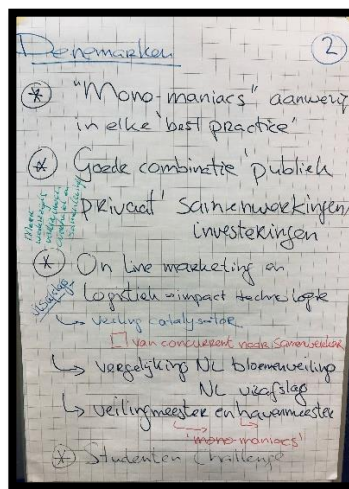 Denemarken
2
* "Mono-maniacs" aanwezig
in elke 'best practice'
* Goede combinatie 'publiek
privaat' samenwerkingen/
investeringen
* On line marketing en
logistiek = impact technologie
visafslag
↳ veiling catalysator
□ van concurrent naar samenwerker
↳ vergelijking NL bloemenveiling
NL visafslag
↳ veilingmeester en havenmeester
'mono-maniacs'
* Studenten Challenge